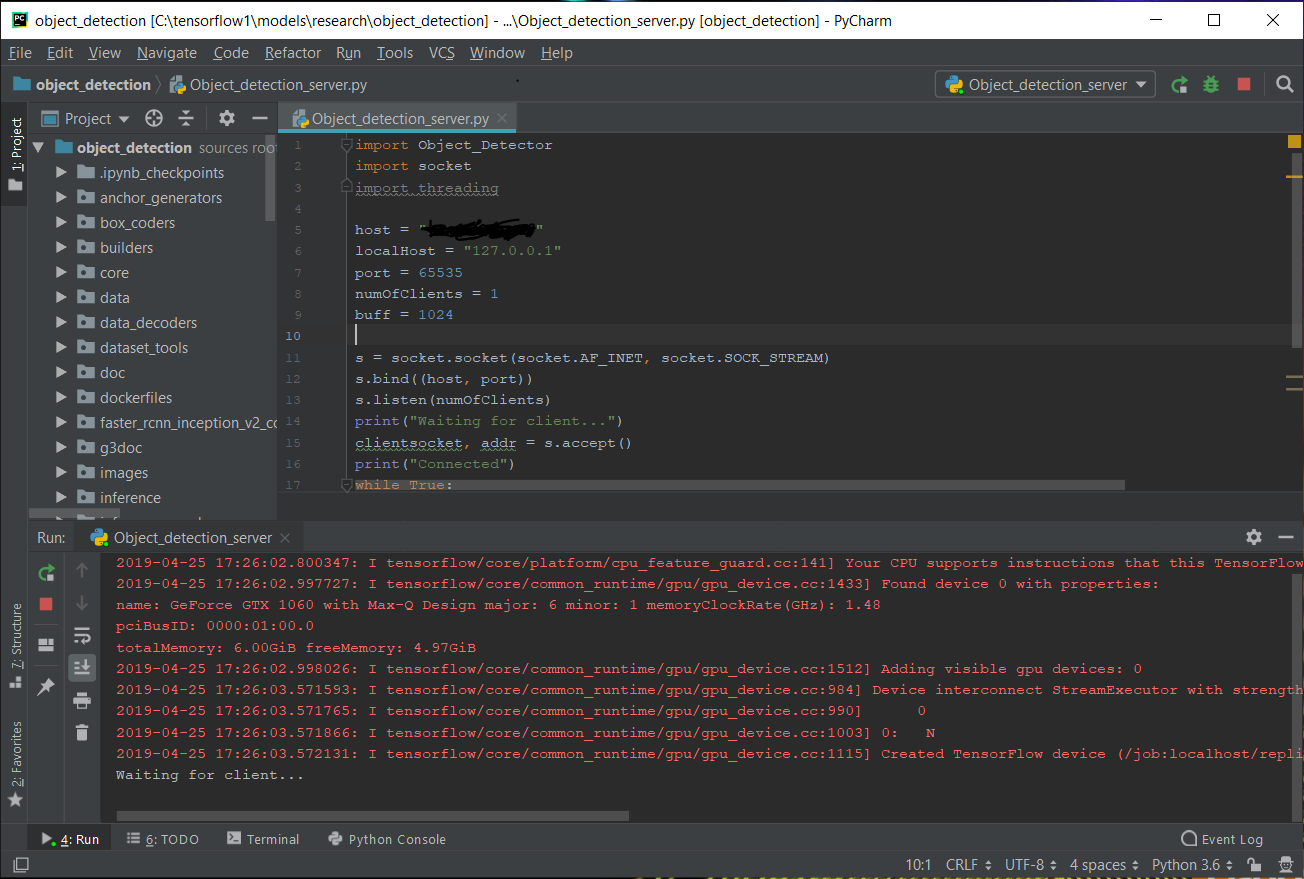 object_detection [C:\tensorflow1\models\research\object_detection] - ...\Object_detection_server.py [object_detection] - PyCharm
File Edit View Navigate Code Refactor Run Tools VCS Window Help
object_detection Object_detection_server.py Object_detection_server
1: Project
Project
Object_detection_server.py
object_detection sources root
.ipynb_checkpoints
anchor_generators
box_coders
builders
core
data
data_decoders
dataset_tools
doc
dockerfiles
faster_rcnn_inception_v2_co
g3doc
images
inference
1 import Object_Detector
2 import socket
3 import threading
4
5 host = " "
6 localHost = "127.0.0.1"
7 port = 65535
8 numOfClients = 1
9 buff = 1024
10
11 s = socket.socket(socket.AF_INET, socket.SOCK_STREAM)
12 s.bind((host, port))
13 s.listen(numOfClients)
14 print("Waiting for client...")
15 clientsocket, addr = s.accept()
16 print("Connected")
17 while True:
Run: Object_detection_server
2019-04-25 17:26:02.800347: I tensorflow/core/platform/cpu_feature_guard.cc:141] Your CPU supports instructions that this TensorFlow
2019-04-25 17:26:02.997727: I tensorflow/core/common_runtime/gpu/gpu_device.cc:1433] Found device 0 with properties:
name: GeForce GTX 1060 with Max-Q Design major: 6 minor: 1 memoryClockRate(GHz): 1.48
pciBusID: 0000:01:00.0
totalMemory: 6.00GiB freeMemory: 4.97GiB
2019-04-25 17:26:02.998026: I tensorflow/core/common_runtime/gpu/gpu_device.cc:1512] Adding visible gpu devices: 0
2019-04-25 17:26:03.571593: I tensorflow/core/common_runtime/gpu/gpu_device.cc:984] Device interconnect StreamExecutor with strength
2019-04-25 17:26:03.571765: I tensorflow/core/common_runtime/gpu/gpu_device.cc:990] 0
2019-04-25 17:26:03.571866: I tensorflow/core/common_runtime/gpu/gpu_device.cc:1003] 0: N
2019-04-25 17:26:03.572131: I tensorflow/core/common_runtime/gpu/gpu_device.cc:1115] Created TensorFlow device (/job:localhost/repli
Waiting for client...
7: Structure
2: Favorites
4: Run 6: TODO Terminal Python Console Event Log
10:1 CRLF UTF-8 4 spaces Python 3.6